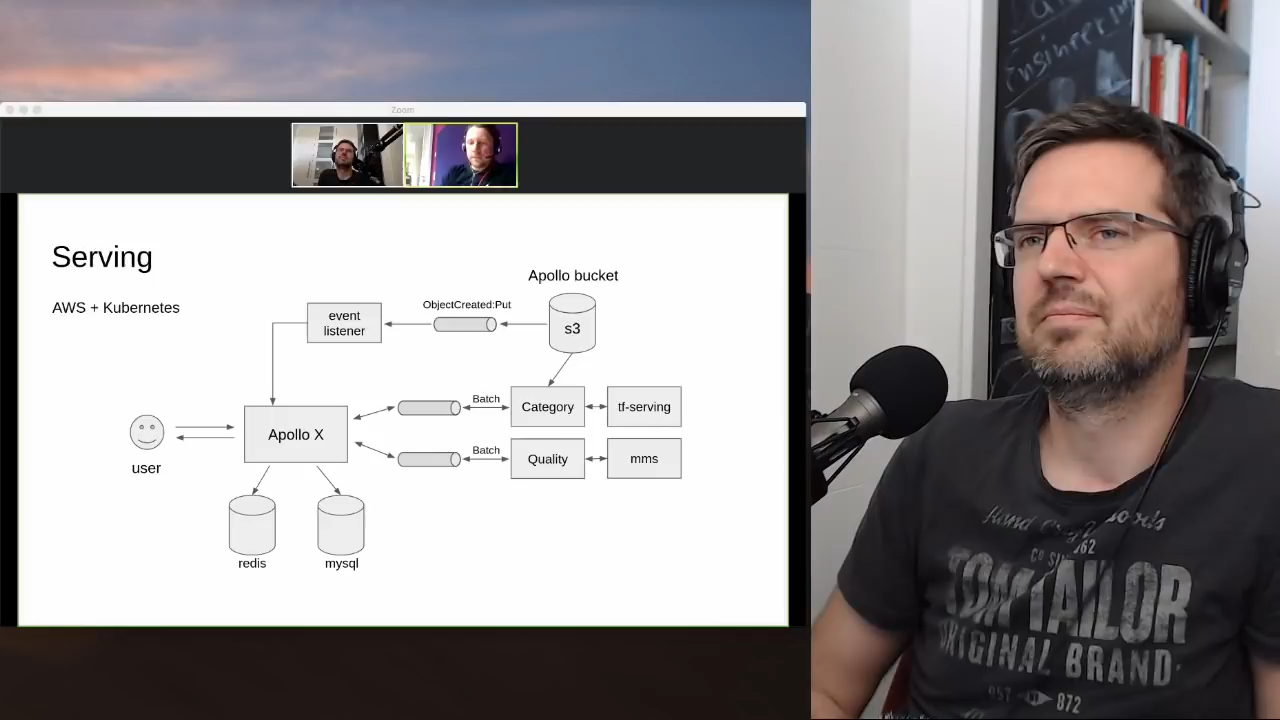 Zoom
Serving
AWS + Kubernetes
Apollo bucket
ObjectCreated:Put
event
listener
s3
Batch
Category
tf-serving
Apollo X
user
Batch
Quality
mms
redis
mysql
TOM TAILOR
ORIGINAL BRAND
872